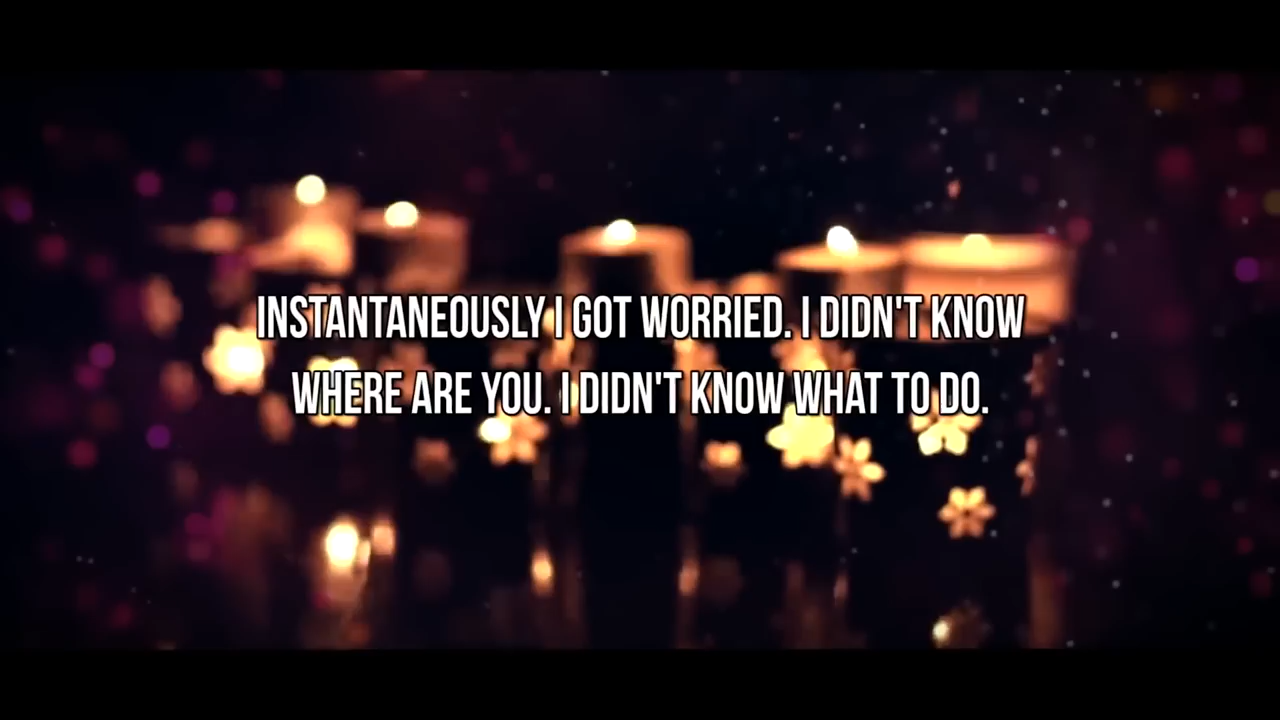 INSTANTANEOUSLY I GOT WORRIED. I DIDN'T KNOW
WHERE ARE YOU. I DIDN'T KNOW WHAT TO DO.